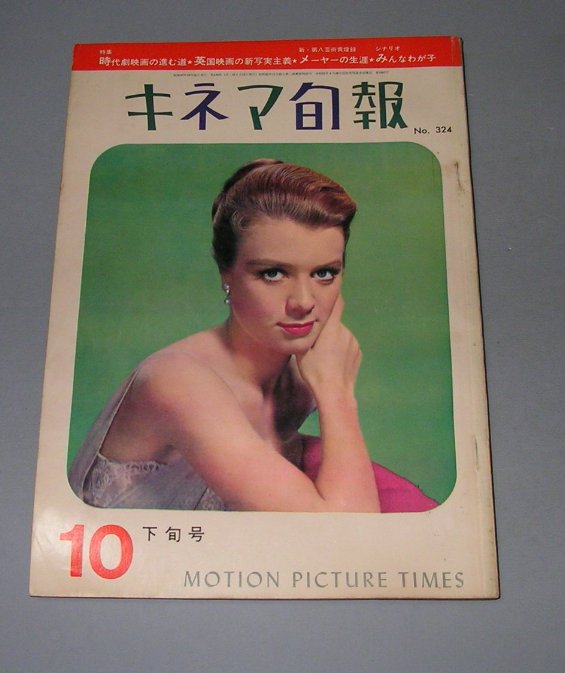 特集 新・第八芸術貢煌録 シナリオ
時代劇映画の進む道★英国映画の新写実主義★メーヤーの生涯★みんなわが子
キネマ旬報
No. 324
10 下旬号
MOTION PICTURE TIMES